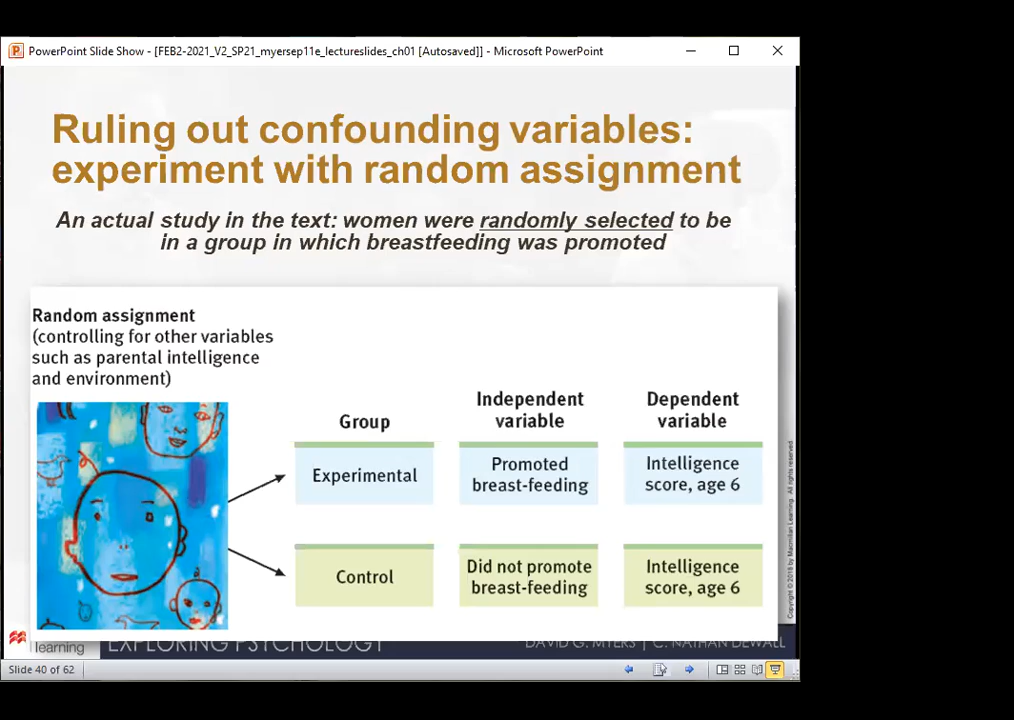 PowerPoint Slide Show - [FEB2-2021_V2_SP21_myersep11e_lectureslides_ch01 [Autosaved]] - Microsoft PowerPoint
Ruling out confounding variables:
experiment with random assignment
An actual study in the text: women were randomly selected to be
in a group in which breastfeeding was promoted
Random assignment
(controlling for other variables
such as parental intelligence
and environment)
Group
Independent
variable
Dependent
variable
Experimental
Promoted
breast-feeding
Intelligence
score, age 6
Control
Did not promote
breast-feeding
Intelligence
score, age 6
Copyright © 2018 by Macmillan Learning. All rights reserved
learning
EXPLORING PSYCHOLOGY
DAVID G. MYERS | C. NATHAN DEWALL
Slide 40 of 62